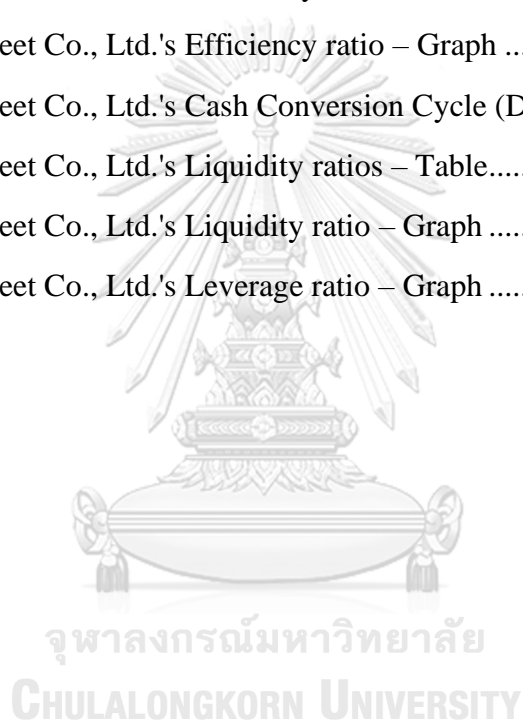 eet Co., Ltd.'s Efficiency ratio – Graph ...
eet Co., Ltd.'s Cash Conversion Cycle (D
eet Co., Ltd.'s Liquidity ratios – Table.....
eet Co., Ltd.'s Liquidity ratio – Graph .....
eet Co., Ltd.'s Leverage ratio – Graph .....
จุฬาลงกรณ์มหาวิทยาลัย
CHULALONGKORN UNIVERSITY